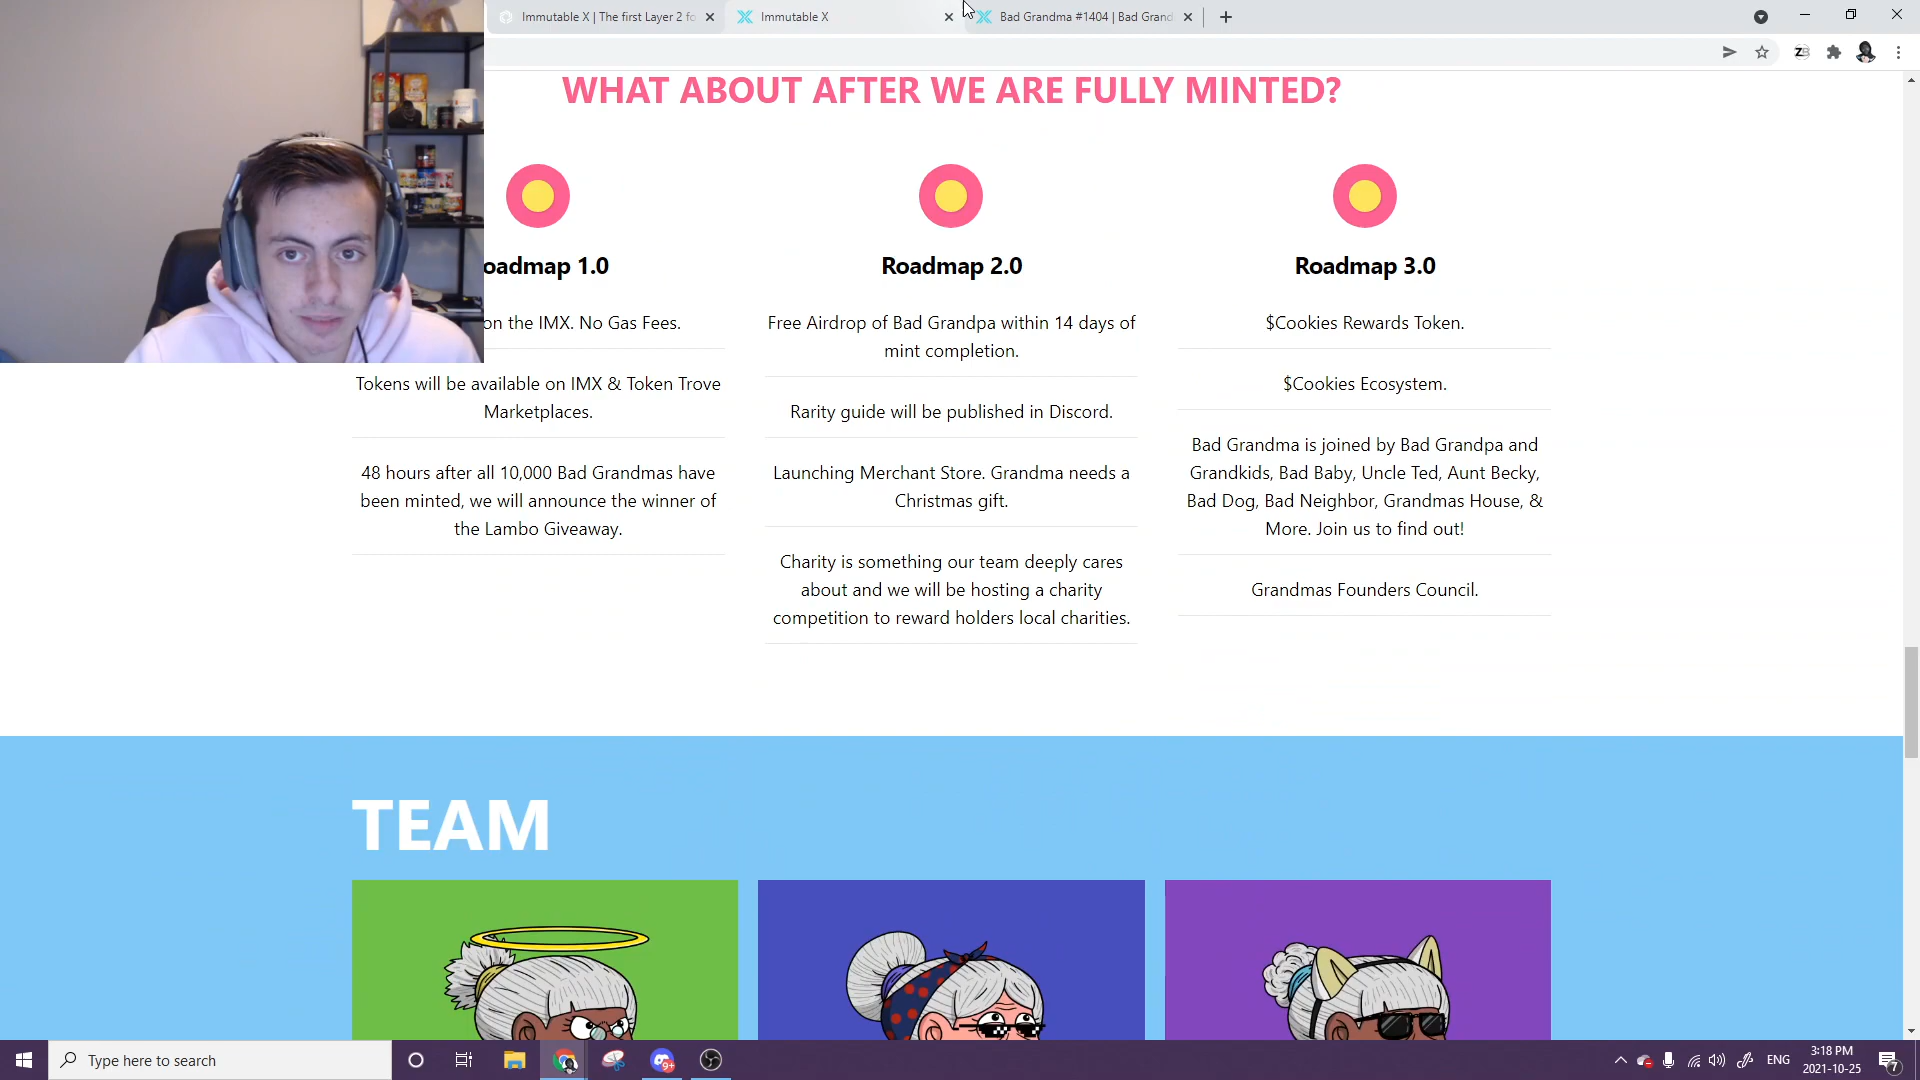 Immutable X | The first Layer 2 fo
Immutable X
Bad Grandma #1404 | Bad Grand
WHAT ABOUT AFTER WE ARE FULLY MINTED?
oadmap 1.0
on the IMX. No Gas Fees.
Tokens will be available on IMX & Token Trove
Marketplaces.
48 hours after all 10,000 Bad Grandmas have
been minted, we will announce the winner of
the Lambo Giveaway.
Roadmap 2.0
Free Airdrop of Bad Grandpa within 14 days of
mint completion.
Rarity guide will be published in Discord.
Launching Merchant Store. Grandma needs a
Christmas gift.
Charity is something our team deeply cares
about and we will be hosting a charity
competition to reward holders local charities.
Roadmap 3.0
$Cookies Rewards Token.
$Cookies Ecosystem.
Bad Grandma is joined by Bad Grandpa and
Grandkids, Bad Baby, Uncle Ted, Aunt Becky,
Bad Dog, Bad Neighbor, Grandmas House, &
More. Join us to find out!
Grandmas Founders Council.
TEAM
Type here to search
9+
ENG
3:18 PM
2021-10-25
7